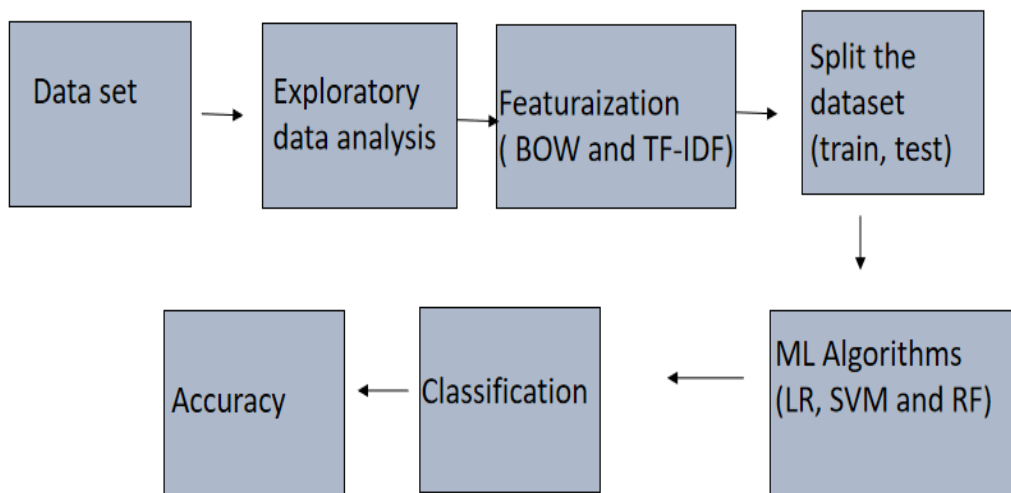 Data set
Exploratory
data analysis
Featuraization
( BOW and TF-IDF)
Split the
dataset
(train, test)
ML Algorithms
(LR, SVM and RF)
Classification
Accuracy